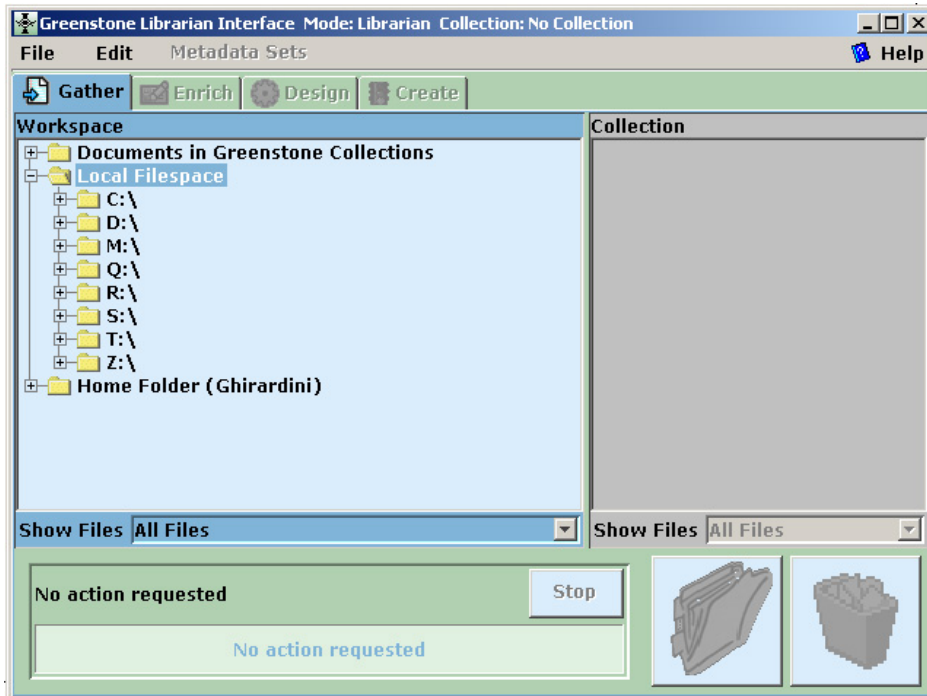 Greenstone Librarian Interface Mode: Librarian Collection: No Collection
File Edit Metadata Sets Help
Gather Enrich Design Create
Workspace
Collection
Documents in Greenstone Collections
Local Filespace
C:\
D:\
M:\
Q:\
R:\
S:\
T:\
Z:\
Home Folder (Ghirardini)
Show Files All Files
Show Files All Files
No action requested
Stop
No action requested